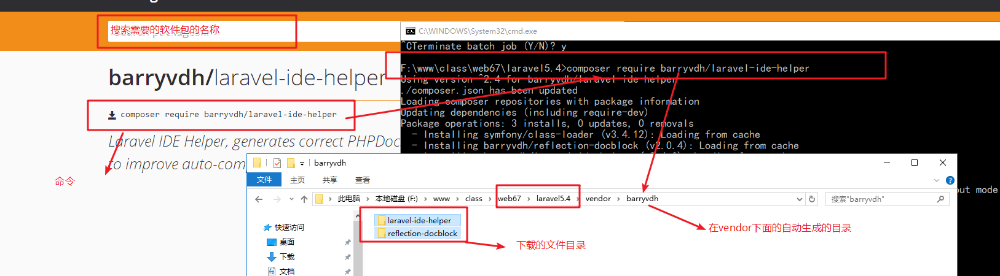 搜索需要的软件包的名称
C:\WINDOWS\System32\cmd.exe
^CTerminate batch job (Y/N)? y
F:\www\class\web67\laravel5.4>composer require barryvdh/laravel-ide-helper
Using version ^2.4 for barryvdh/laravel-ide-helper
./composer.json has been updated
Loading composer repositories with package information
Updating dependencies (including require-dev)
Package operations: 3 installs, 0 updates, 0 removals
- Installing symfony/class-loader (v3.4.12): Loading from cache
- Installing barryvdh/reflection-docblock (v2.0.4): Loading from cache
barryvdh/laravel-ide-helper
composer require barryvdh/laravel-ide-helper
Laravel IDE Helper, generates correct PHPDoc
to improve auto-com
命令
barryvdh
文件 主页 共享 查看
put mode
此电脑 本地磁盘 (F:) www class web67 laravel5.4 vendor barryvdh
搜索"barryvdh"
快速访问
桌面
下载
文档
laravel-ide-helper
reflection-docblock
在vendor下面的自动生成的目录
下载的文件目录